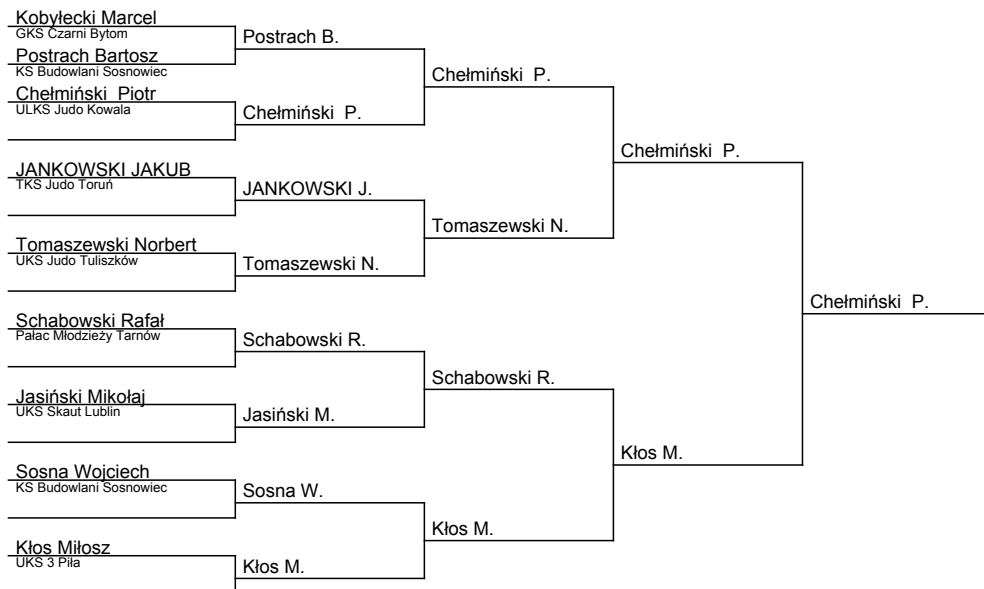 Kobyłecki Marcel
GKS Czarni Bytom
Postrach B.
Postrach Bartosz
KS Budowlani Sosnowiec
Chełmiński  P.
Chełmiński  Piotr
ULKS Judo Kowala
Chełmiński  P.
Chełmiński  P.
JANKOWSKI JAKUB
TKS Judo Toruń
JANKOWSKI J.
Tomaszewski N.
Tomaszewski Norbert
UKS Judo Tuliszków
Tomaszewski N.
Chełmiński  P.
Schabowski Rafał
Pałac Młodzieży Tarnów
Schabowski R.
Schabowski R.
Jasiński Mikołaj
UKS Skaut Lublin
Jasiński M.
Kłos M.
Sosna Wojciech
KS Budowlani Sosnowiec
Sosna W.
Kłos M.
Kłos Miłosz
UKS 3 Piła
Kłos M.